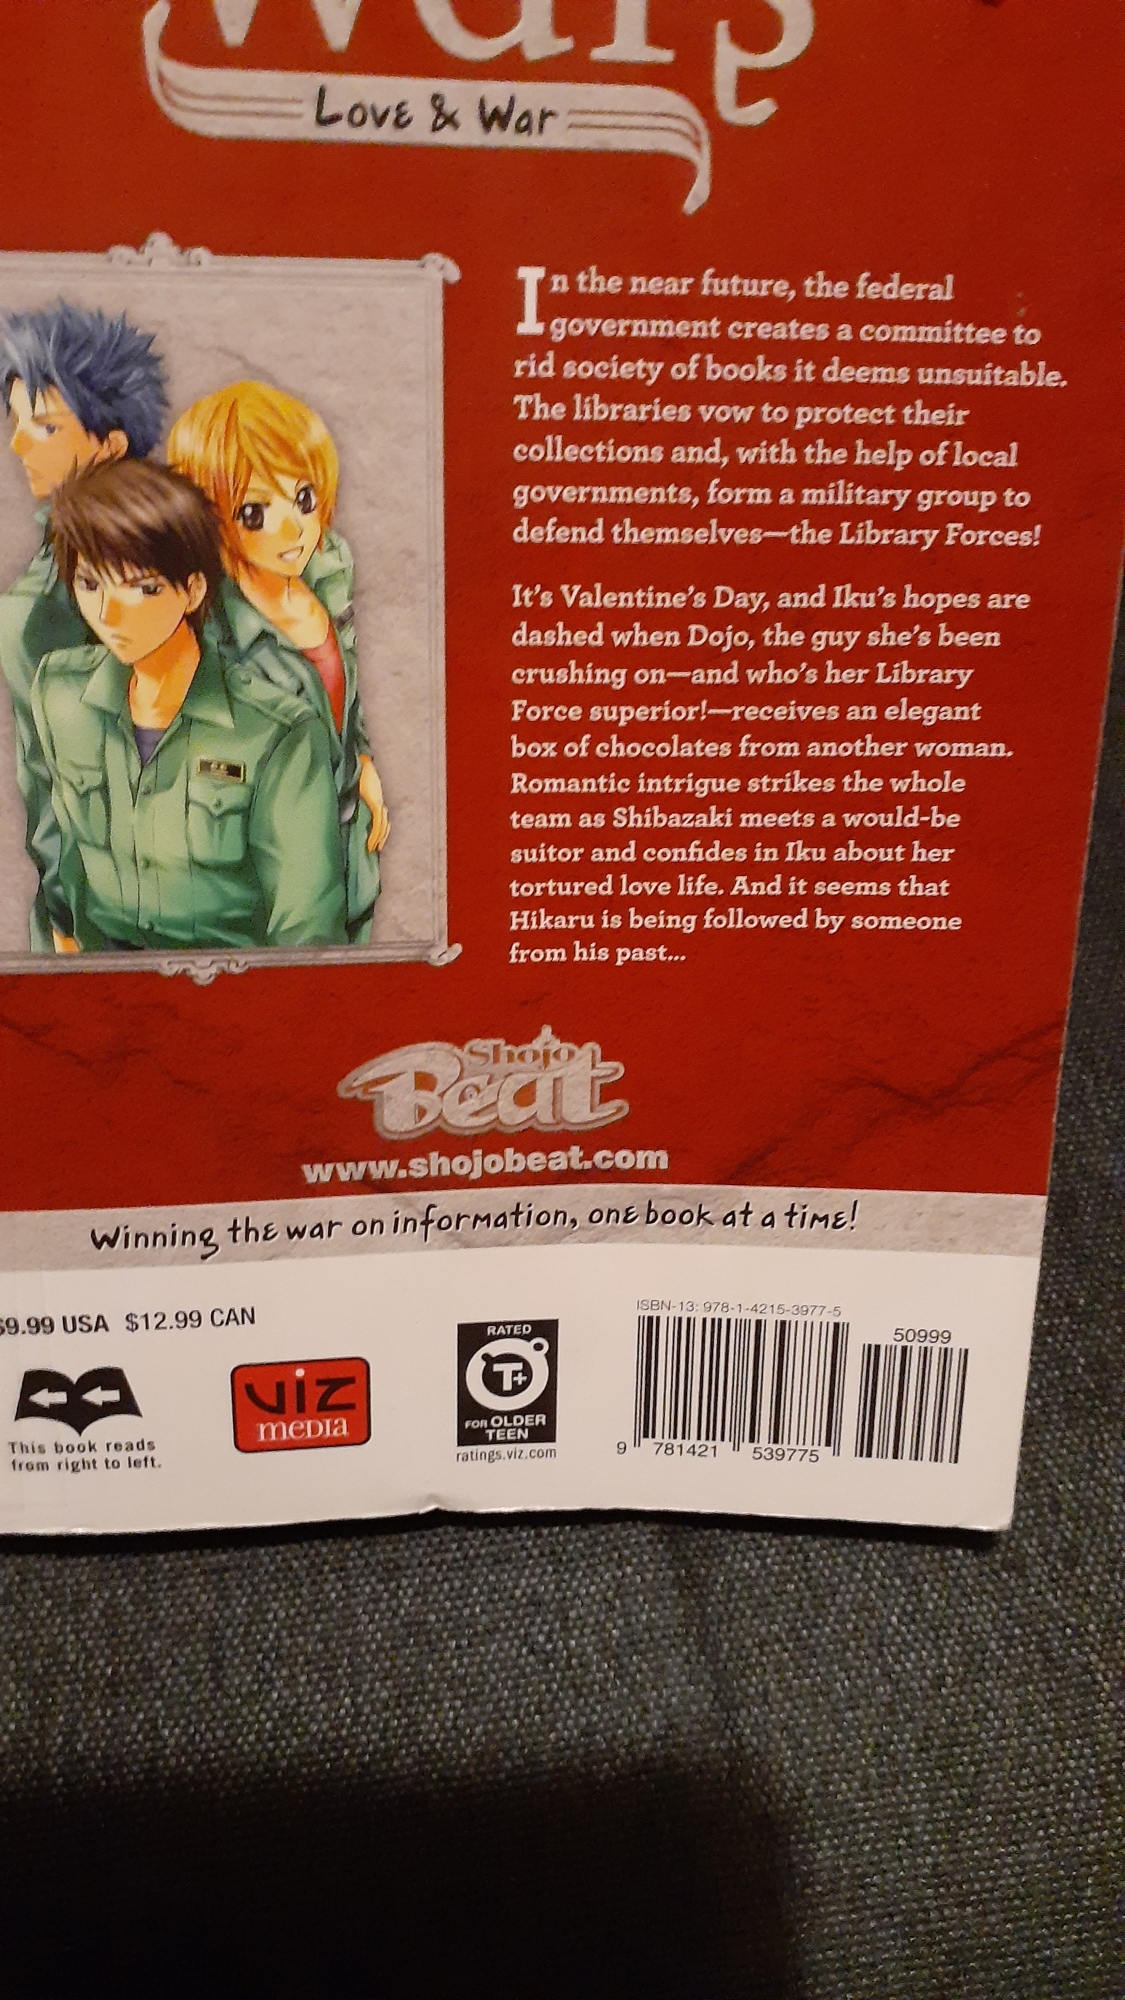 Wars
Love & War
In the near future, the federal
government creates a committee to
rid society of books it deems unsuitable.
The libraries vow to protect their
collections and, with the help of local
governments, form a military group to
defend themselves—the Library Forces!
It's Valentine's Day, and Iku's hopes are
dashed when Dojo, the guy she's been
crushing on—and who's her Library
Force superior!—receives an elegant
box of chocolates from another woman.
Romantic intrigue strikes the whole
team as Shibazaki meets a would-be
suitor and confides in Iku about her
tortured love life. And it seems that
Hikaru is being followed by someone
from his past...
Shojo
Beat
www.shojobeat.com
Winning the war on information, one book at a time!
$9.99 USA $12.99 CAN
This book reads
from right to left.
viz
media
RATED
T+
FOR OLDER
TEEN
ratings.viz.com
ISBN-13: 978-1-4215-3977-5
50999
9 781421 539775